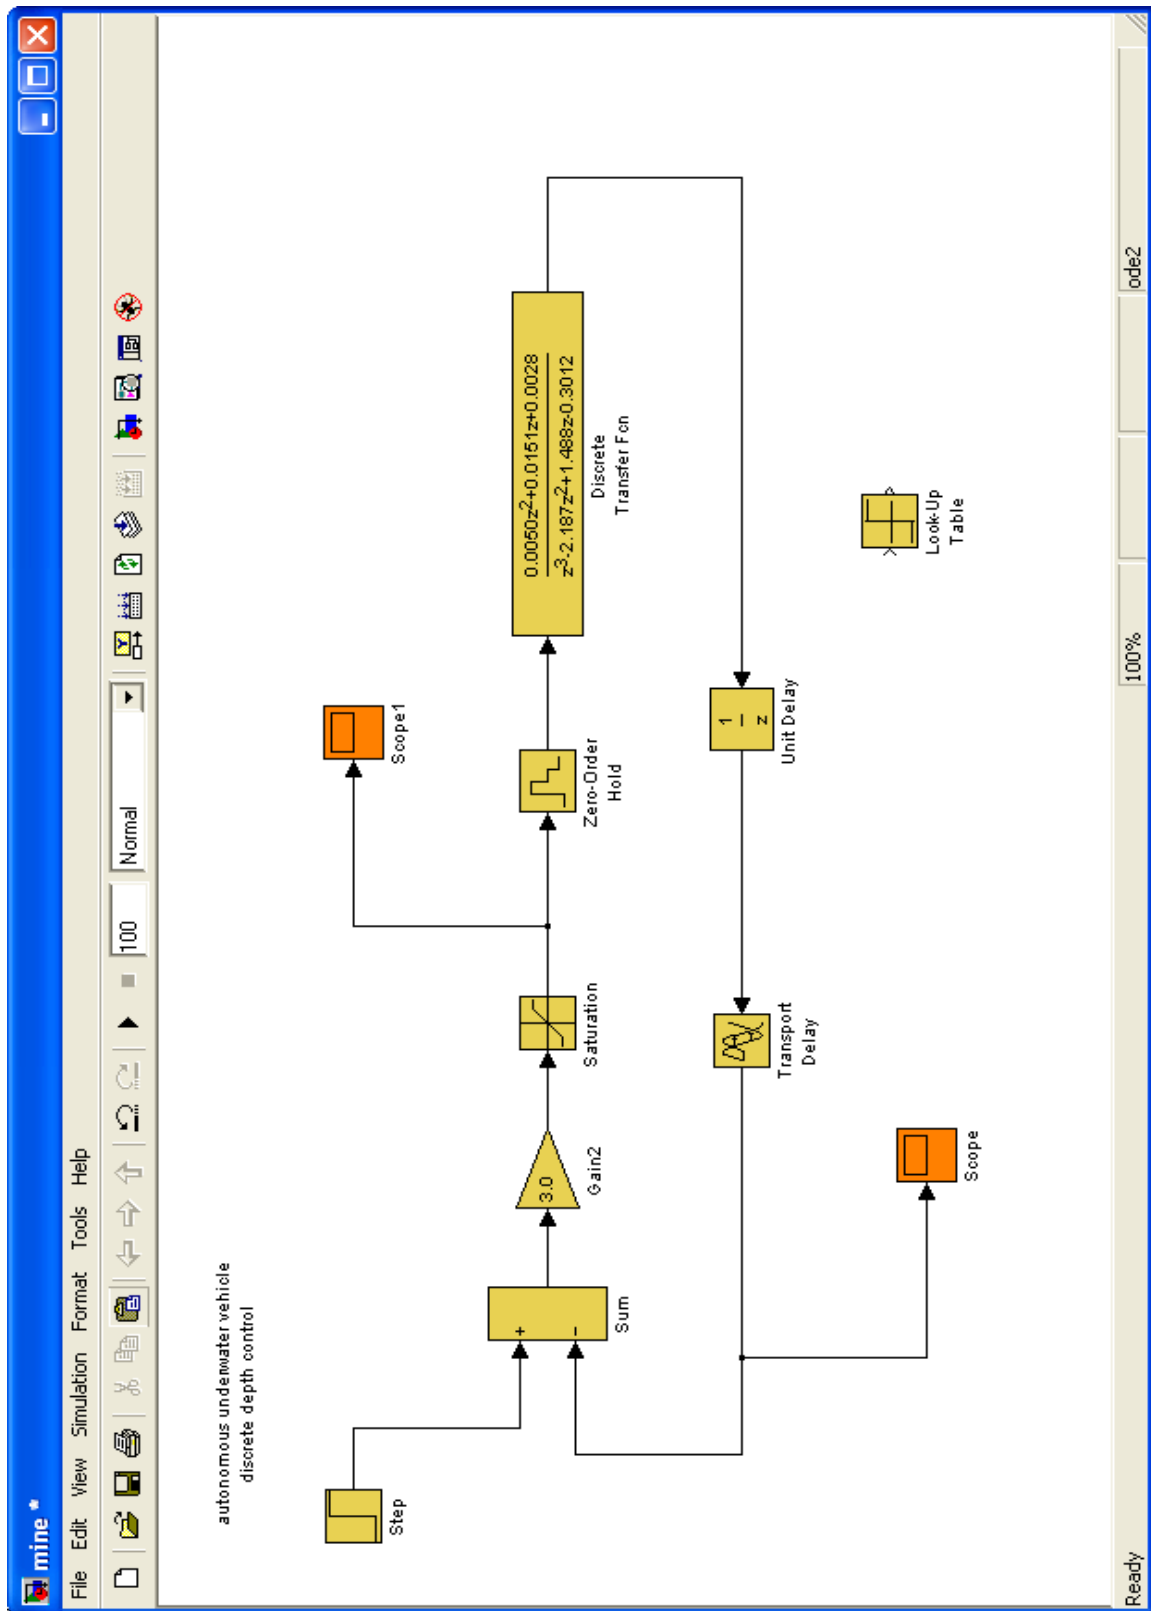 mine *
File Edit View Simulation Format Tools Help
100 Normal
autonomous underwater vehicle
discrete depth control
Step
+
-
Sum
3.0
Gain2
Saturation
Scope1
Zero-Order
Hold
0.0050z²+0.0151z+0.0028
z³-2.187z²+1.488z-0.3012
Discrete
Transfer Fcn
1
z
Unit Delay
Transport
Delay
Scope
Look-Up
Table
Ready 100% ode2